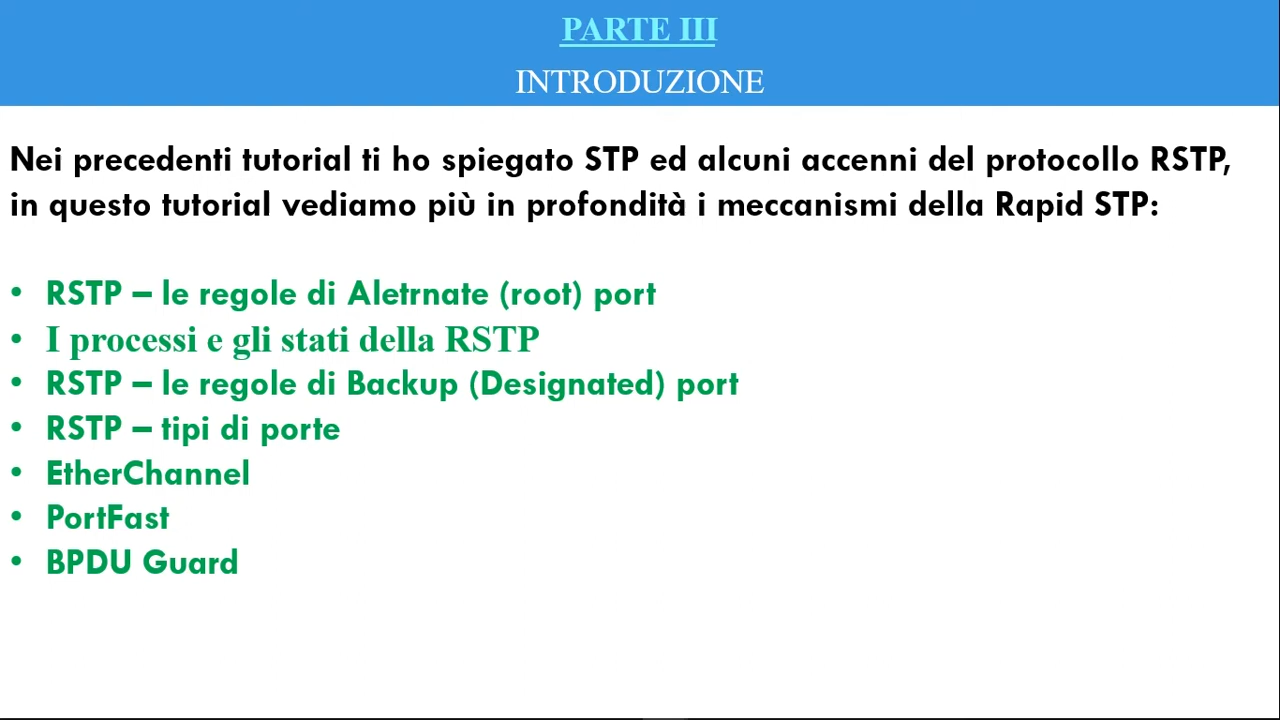 PARTE III
INTRODUZIONE
Nei precedenti tutorial ti ho spiegato STP ed alcuni accenni del protocollo RSTP,
in questo tutorial vediamo più in profondità i meccanismi della Rapid STP:
• RSTP – le regole di Aletrnate (root) port
• I processi e gli stati della RSTP
• RSTP – le regole di Backup (Designated) port
• RSTP – tipi di porte
• EtherChannel
• PortFast
• BPDU Guard